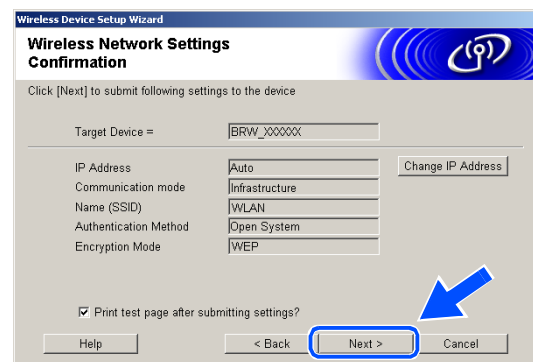 Wireless Device Setup Wizard
Wireless Network Settings
Confirmation
Click [Next] to submit following settings to the device
Target Device = BRW_XXXXXX
IP Address Auto Change IP Address
Communication mode Infrastructure
Name (SSID) WLAN
Authentication Method Open System
Encryption Mode WEP
Print test page after submitting settings?
Help < Back Next > Cancel